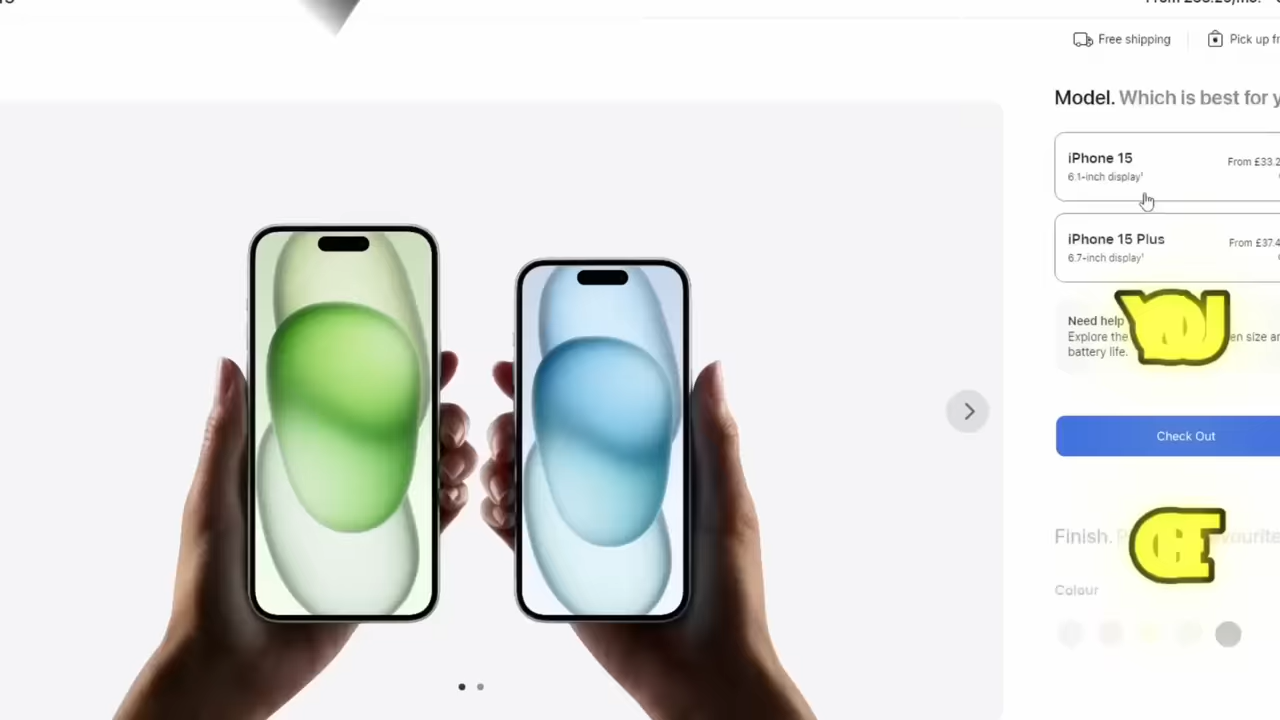 Free shipping
Pick up
Model. Which is best for
iPhone 15
From £33.2
6.1-inch display¹
iPhone 15 Plus
From £37.4
6.7-inch display¹
Need help
Explore the
en size
battery life.
YOU
Check Out
Finish.
Colour